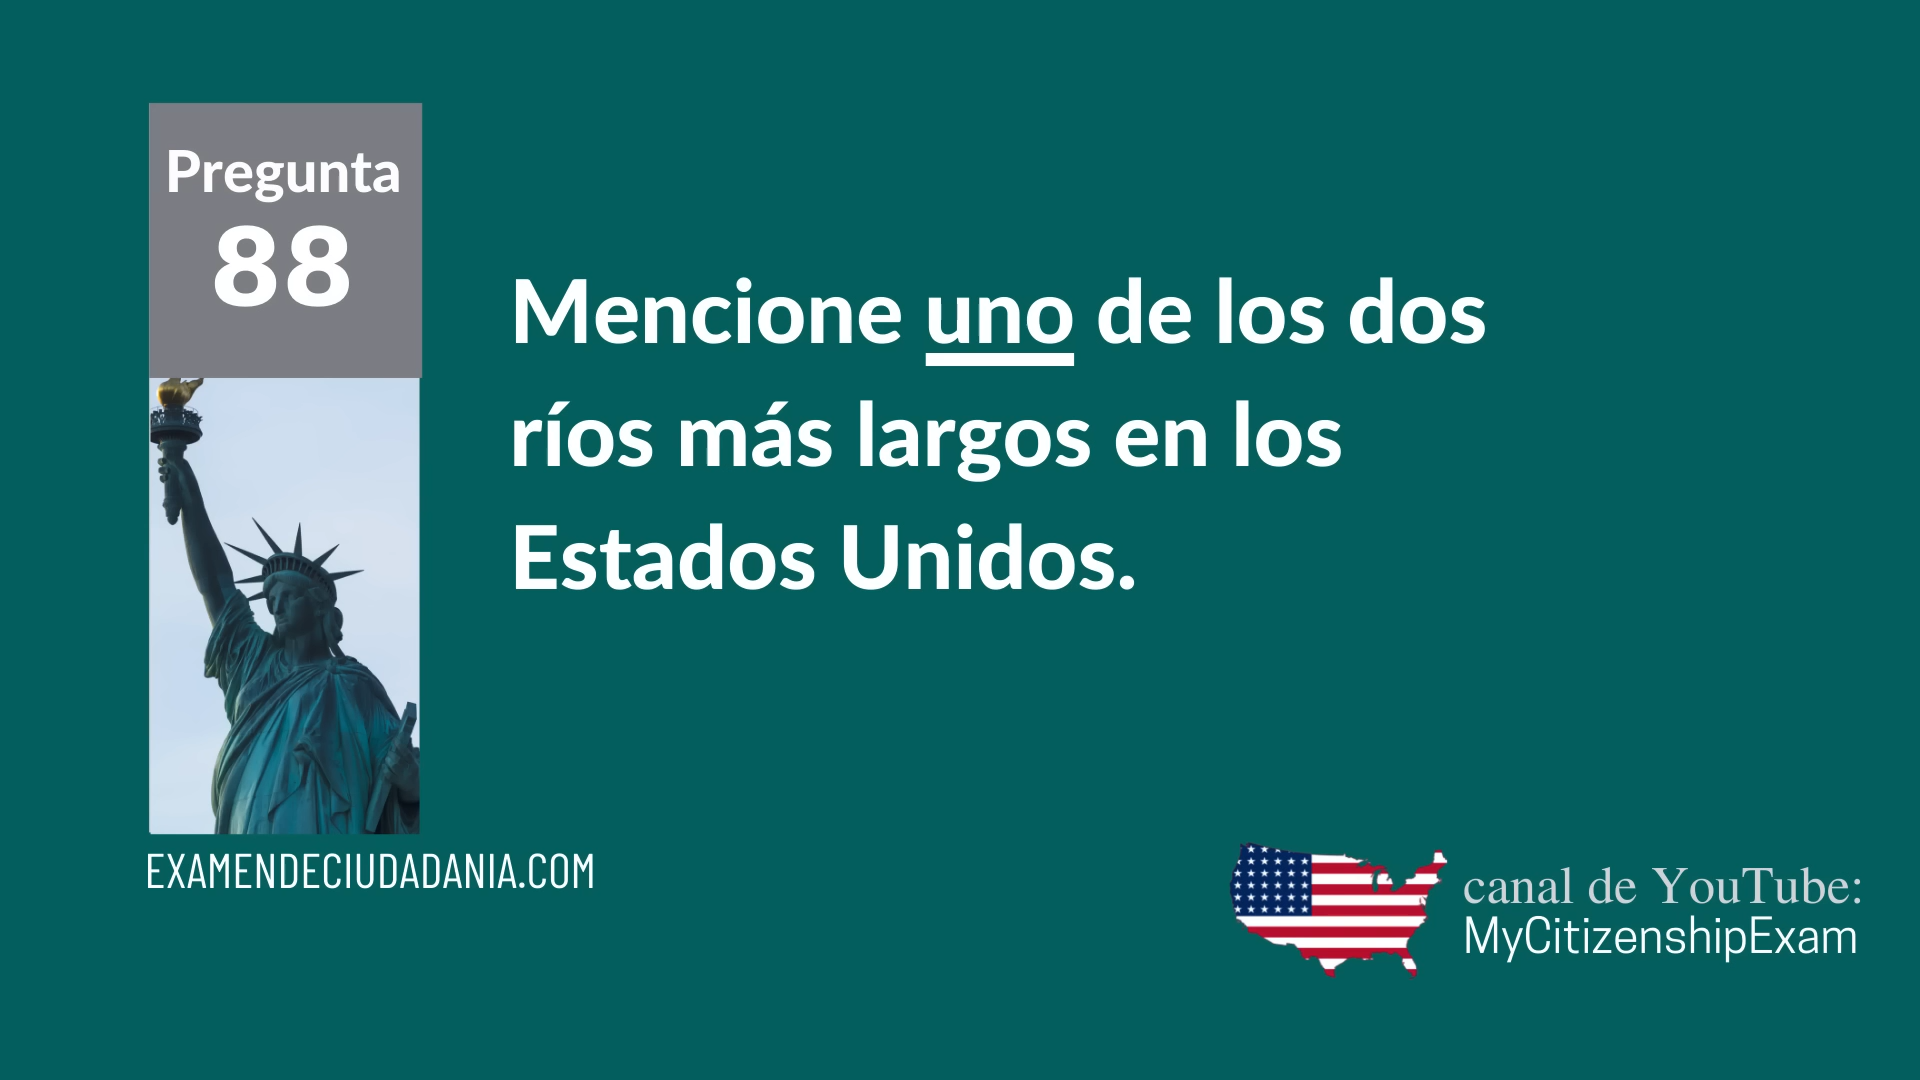 Pregunta
88
Mencione uno de los dos
ríos más largos en los
Estados Unidos.
EXAMENDECIUDADANIA.COM
canal de YouTube:
MyCitizenshipExam